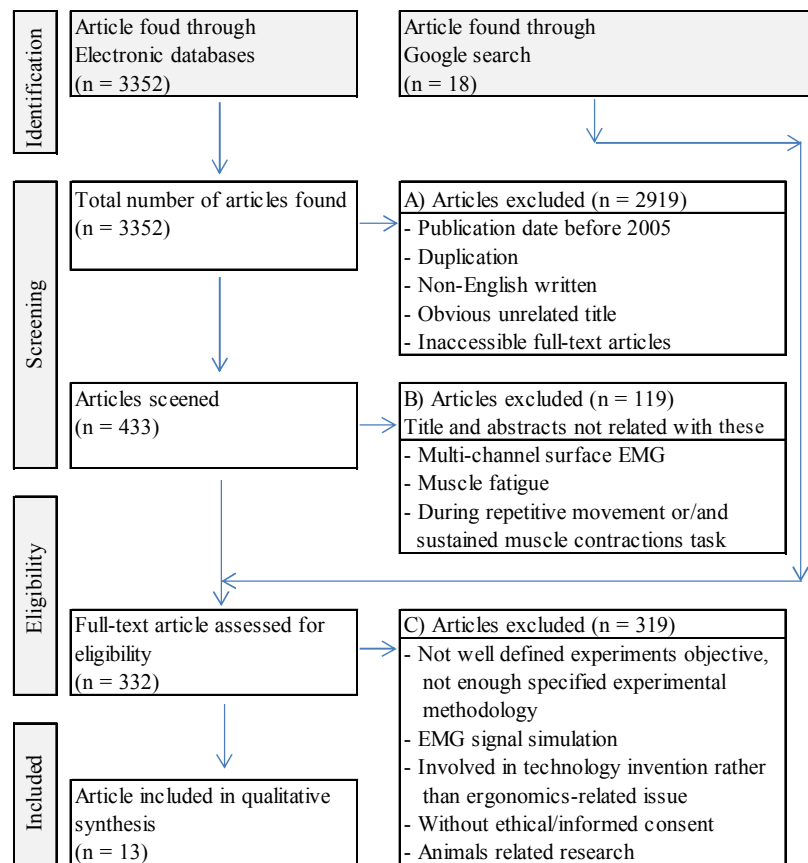 Identification
Article foud through
Electronic databases
(n = 3352)
Article found through
Google search
(n = 18)
Screening
Total number of articles found
(n = 3352)
A) Articles excluded (n = 2919)
- Publication date before 2005
- Duplication
- Non-English written
- Obvious unrelated title
- Inaccessible full-text articles
Articles sceened
(n = 433)
B) Articles excluded (n = 119)
Title and abstracts not related with these
- Multi-channel surface EMG
- Muscle fatigue
- During repetitive movement or/and
sustained muscle contractions task
Eligibility
Full-text article assessed for
eligibility
(n = 332)
C) Articles excluded (n = 319)
- Not well defined experiments objective,
not enough specified experimental
methodology
- EMG signal simulation
- Involved in technology invention rather
than ergonomics-related issue
- Without ethical/informed consent
- Animals related research
Included
Article included in qualitative
synthesis
(n = 13)